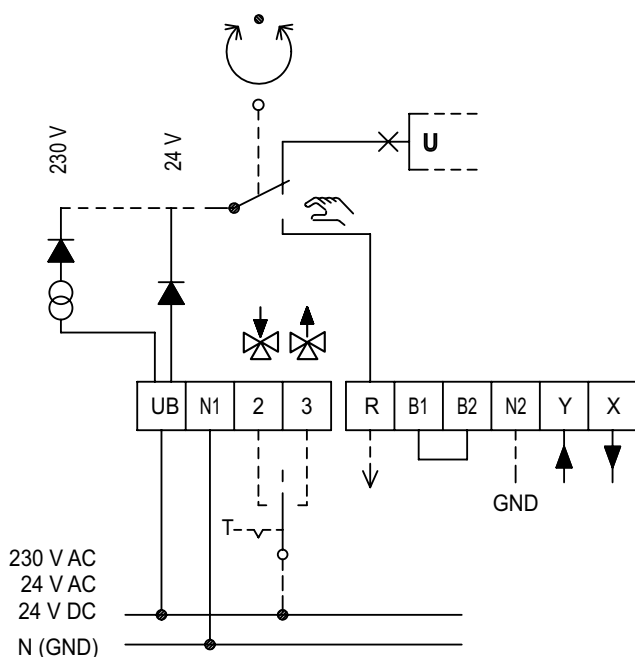 230 V
24 V
U
UB N1 2 3 R B1 B2 N2 Y X
GND
T
230 V AC
24 V AC
24 V DC
N (GND)